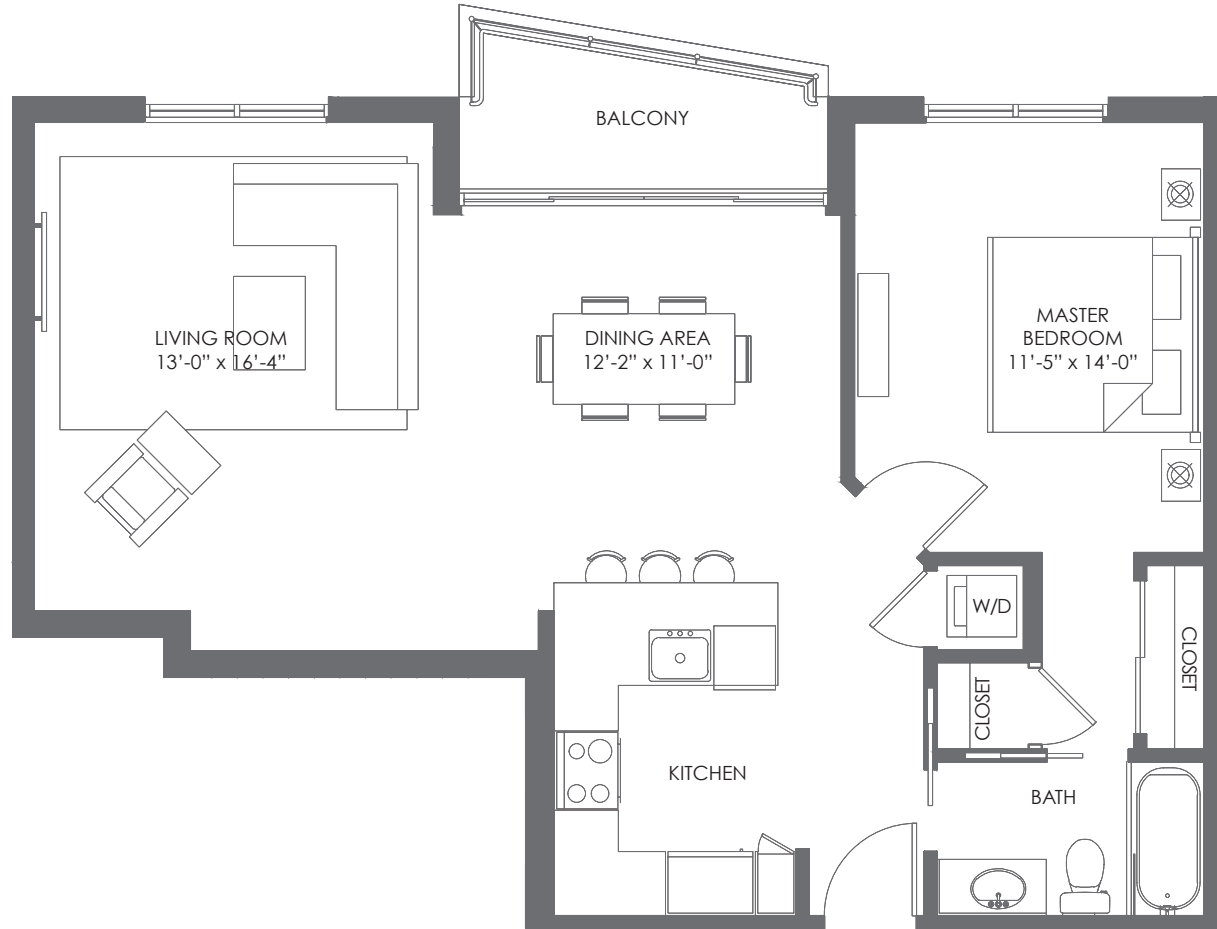 BALCONY
LIVING ROOM
13’-0” x 16’-4”
DINING AREA
12’-2” x 11’-0”
MASTER
BEDROOM
11’-5” x 14’-0”
W/D
CLOSET
CLOSET
KITCHEN
BATH